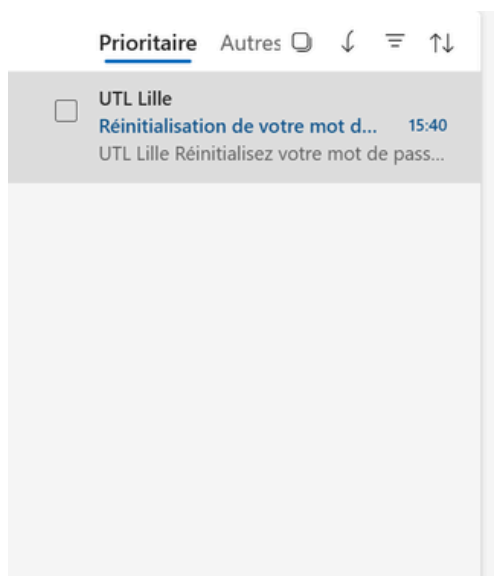 Prioritaire Autres
UTL Lille
Réinitialisation de votre mot d... 15:40
UTL Lille Réinitialisez votre mot de pass...